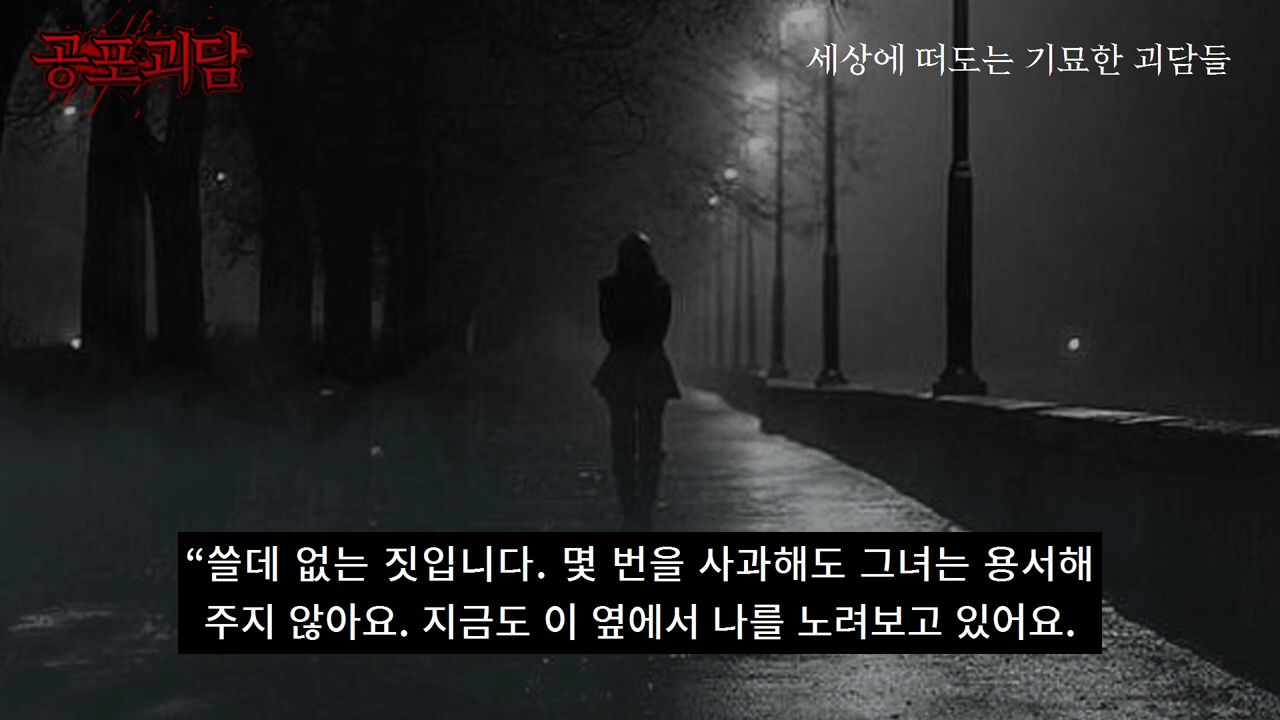 공포괴담
세상에 떠도는 기묘한 괴담들
“쓸데 없는 짓입니다. 몇 번을 사과해도 그녀는 용서해
주지 않아요. 지금도 이 옆에서 나를 노려보고 있어요.